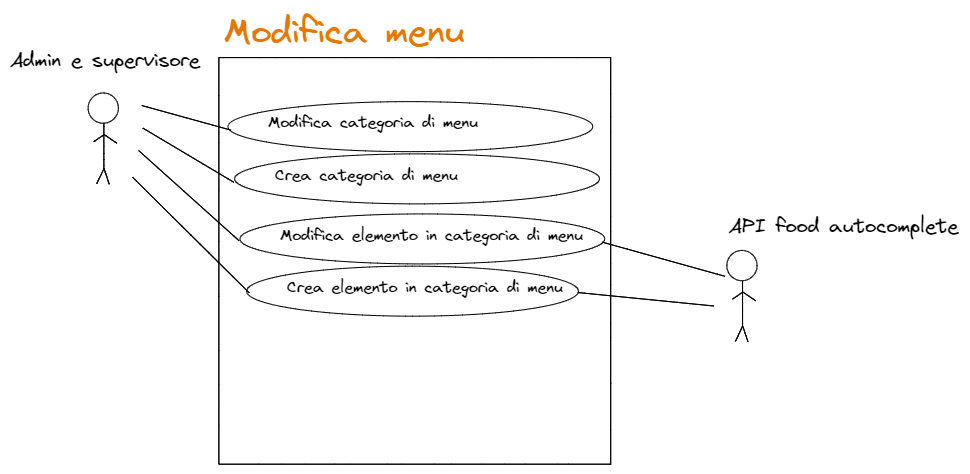 Modifica menu
Admin e supervisore
Modifica categoria di menu
Crea categoria di menu
Modifica elemento in categoria di menu
API food autocomplete
Crea elemento in categoria di menu